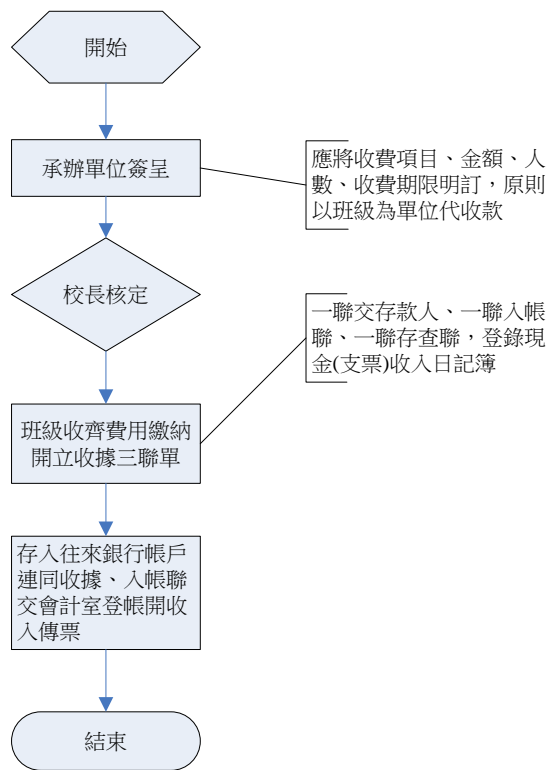 開始
承辦單位簽呈
應將收費項目、金額、人
數、收費期限明訂，原則
以班級為單位代收款
校長核定
一聯交存款人、一聯入帳
聯、一聯存查聯，登錄現
金(支票)收入日記簿
班級收齊費用繳納
開立收據三聯單
存入往來銀行帳戶
連同收據、入帳聯
交會計室登帳開收
入傳票
結束